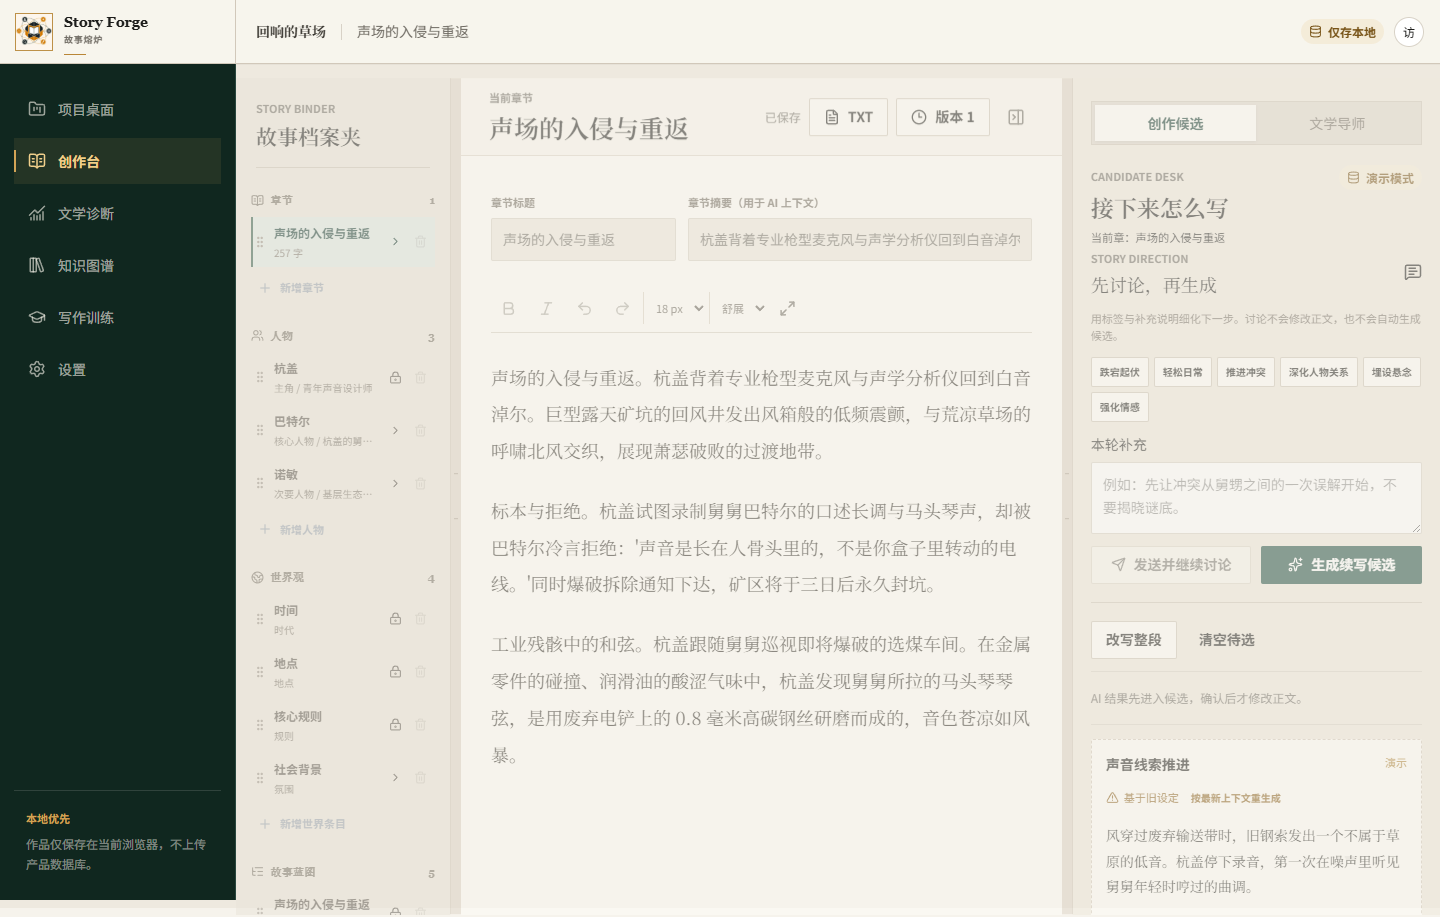 Story Forge
故事熔炉
回响的草场
声场的入侵与重返
仅存本地
访
项目桌面
创作台
文学诊断
知识图谱
写作训练
设置
本地优先
作品仅保存在当前浏览器，不上传
产品数据库。
STORY BINDER
故事档案夹
章节
1
声场的入侵与重返
257 字
新增章节
人物
3
杭盖
主角 / 青年声音设计师
巴特尔
核心人物 / 杭盖的舅…
诺敏
次要人物 / 基层生态…
新增人物
世界观
4
时间
时代
地点
地点
核心规则
规则
社会背景
氛围
新增世界条目
故事蓝图
5
声场的入侵与重返
当前章节
声场的入侵与重返
已保存
TXT
版本 1
章节标题
章节摘要（用于 AI 上下文）
声场的入侵与重返
杭盖背着专业枪型麦克风与声学分析仪回到白音淖尔
B
I
18 px
舒展
声场的入侵与重返。杭盖背着专业枪型麦克风与声学分析仪回到白音
淖尔。巨型露天矿坑的回风井发出风箱般的低频震颤，与荒凉草场的
呼啸北风交织，展现萧瑟破败的过渡地带。
标本与拒绝。杭盖试图录制舅舅巴特尔的口述长调与马头琴声，却被
巴特尔冷言拒绝：'声音是长在人骨头里的，不是你盒子里转动的电
线。'同时爆破拆除通知下达，矿区将于三日后永久封坑。
工业残骸中的和弦。杭盖跟随舅舅巡视即将爆破的选煤车间。在金属
零件的碰撞、润滑油的酸涩气味中，杭盖发现舅舅所拉的马头琴琴
弦，是用废弃电铲上的 0.8 毫米高碳钢丝研磨而成的，音色苍凉如风
暴。
创作候选
文学导师
CANDIDATE DESK
演示模式
接下来怎么写
当前章：声场的入侵与重返
STORY DIRECTION
先讨论，再生成
用标签与补充说明细化下一步。讨论不会修改正文，也不会自动生成
候选。
跌宕起伏
轻松日常
推进冲突
深化人物关系
埋设悬念
强化情感
本轮补充
例如：先让冲突从舅甥之间的一次误解开始，不
要揭晓谜底。
发送并继续讨论
生成续写候选
改写整段
清空待选
AI 结果先进入候选，确认后才修改正文。
声音线索推进
演示
基于旧设定
按最新上下文重生成
风穿过废弃输送带时，旧钢索发出一个不属于草
原的低音。杭盖停下录音，第一次在噪声里听见
舅舅年轻时哼过的曲调。